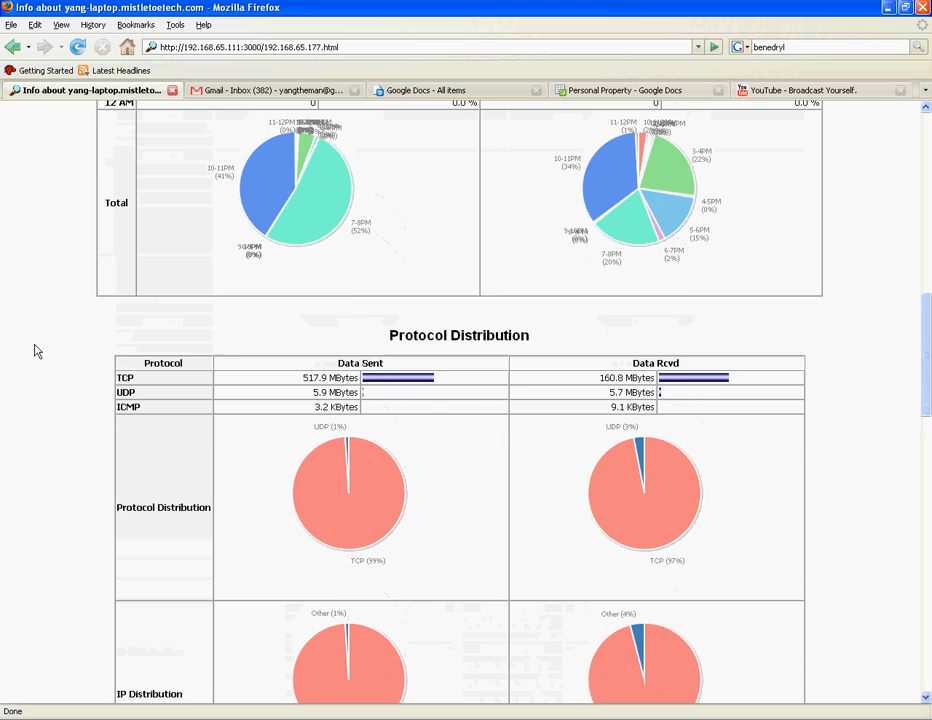 Info about yang-laptop.mistletoetech.com - Mozilla Firefox
File Edit View History Bookmarks Tools Help
http://192.168.65.111:3000/192.168.65.177.html
benedryl
Getting Started Latest Headlines
Info about yang-laptop.mistleto... Gmail - Inbox (382) - yangtheman@g... Google Docs - All items Personal Property - Google Docs YouTube - Broadcast Yourself.
12 AM 0 0.0 % 0 0.0 %
11-12PM
(0%)
10-11PM
(41%)
7-8PM
(52%)
(0%)
11-12PM
(1%)
10-11PM
(34%)
3-4PM
(22%)
4-5PM
(0%)
5-6PM
(15%)
6-7PM
(2%)
7-8PM
(20%)
(0%)
Total
Protocol Distribution
Protocol Data Sent Data Rcvd
TCP 517.9 MBytes 160.8 MBytes
UDP 5.9 MBytes 5.7 MBytes
ICMP 3.2 KBytes 9.1 KBytes
UDP (1%) UDP (3%)
Protocol Distribution
TCP (99%) TCP (97%)
Other (1%) Other (4%)
IP Distribution
Done